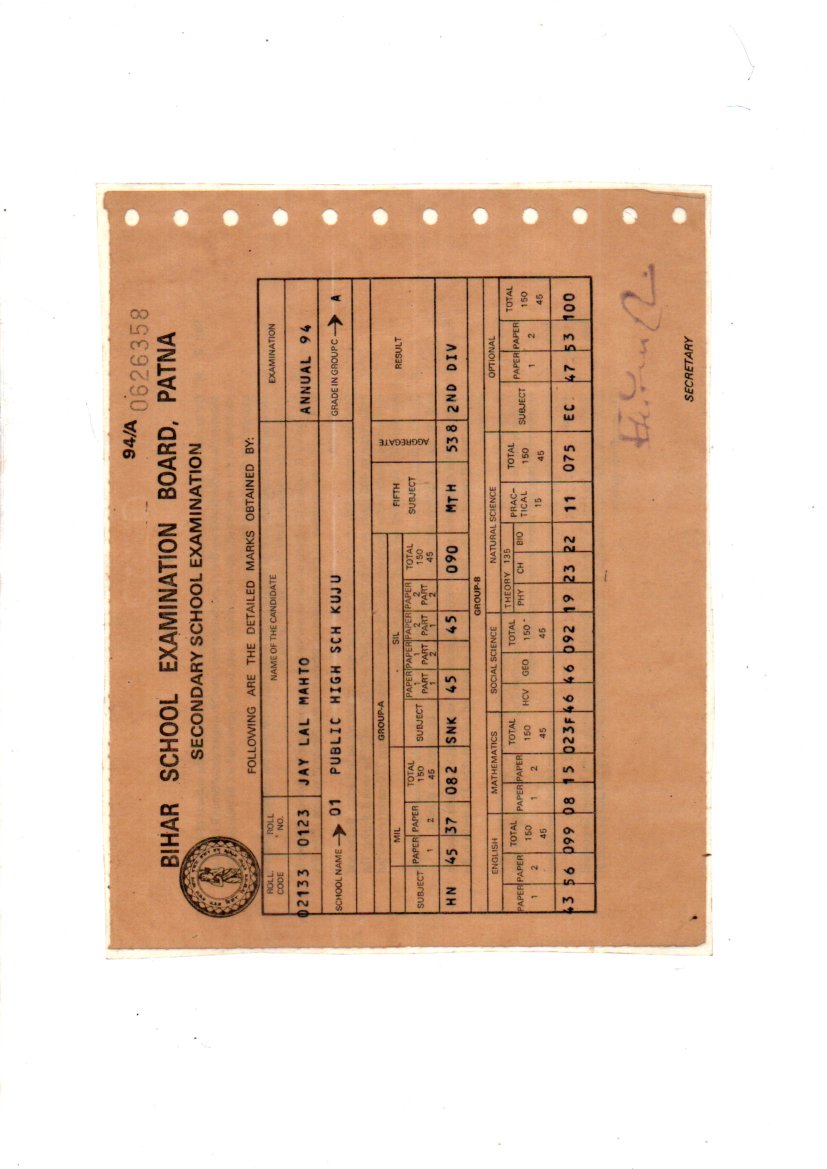 94/A 0626358
BIHAR SCHOOL EXAMINATION BOARD, PATNA
SECONDARY SCHOOL EXAMINATION
FOLLOWING ARE THE DETAILED MARKS OBTAINED BY:
ROLL CODE ROLL NO. NAME OF THE CANDIDATE EXAMINATION
02133 0123 JAY LAL MAHTO ANNUAL 94
SCHOOL NAME → 01 PUBLIC HIGH SCH KUJU GRADE IN GROUP C → A
GROUP-A FIFTH SUBJECT AGGREGATE RESULT
MIL SIL
SUBJECT PAPER 1 PAPER 2 TOTAL 150 45 SUBJECT PAPER 1 PART 1 PAPER 1 PART 2 PAPER 2 PART 1 PAPER 2 PART 2 TOTAL 150 45
HN 45 37 082 SNK 45 45 090 MTH 538 2ND DIV
GROUP-B
ENGLISH MATHEMATICS SOCIAL SCIENCE NATURAL SCIENCE OPTIONAL
PAPER 1 PAPER 2 TOTAL 150 45 PAPER 1 PAPER 2 TOTAL 150 45 HCV GEO TOTAL 150 45 THEORY 135 PHY CH BIO PRAC-TICAL 15 TOTAL 150 45 SUBJECT PAPER 1 PAPER 2 TOTAL 150 45
43 56 099 08 15 023F 46 46 092 19 23 22 11 075 EC 47 53 100
SECRETARY